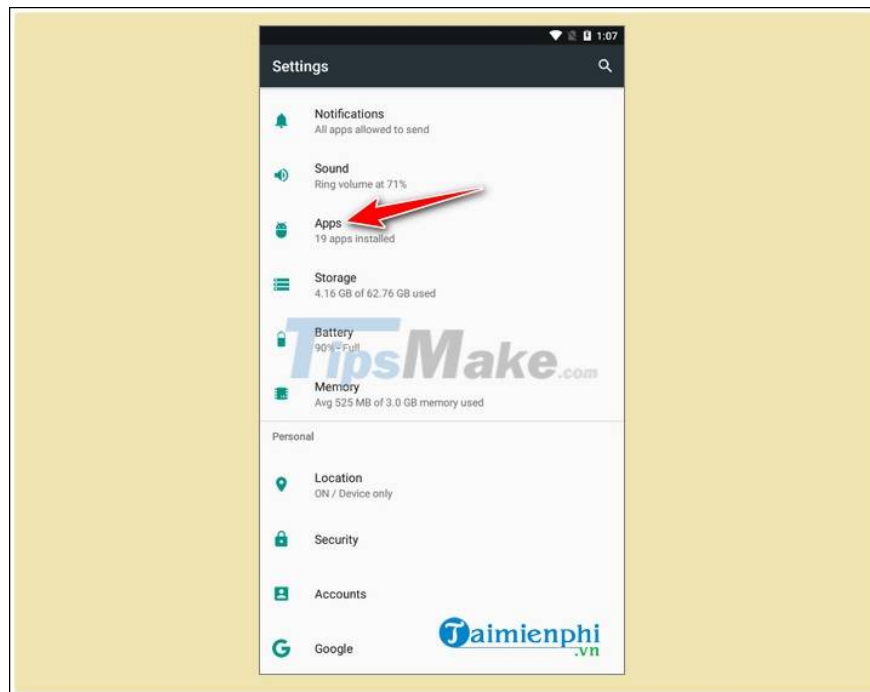 1:07
Settings
Notifications
All apps allowed to send
Sound
Ring volume at 71%
Apps
19 apps installed
Storage
4.16 GB of 62.76 GB used
Battery
90% - Full
TipsMake.com
Memory
Avg 525 MB of 3.0 GB memory used
Personal
Location
ON / Device only
Security
Accounts
Google
Taimienphi
.vn